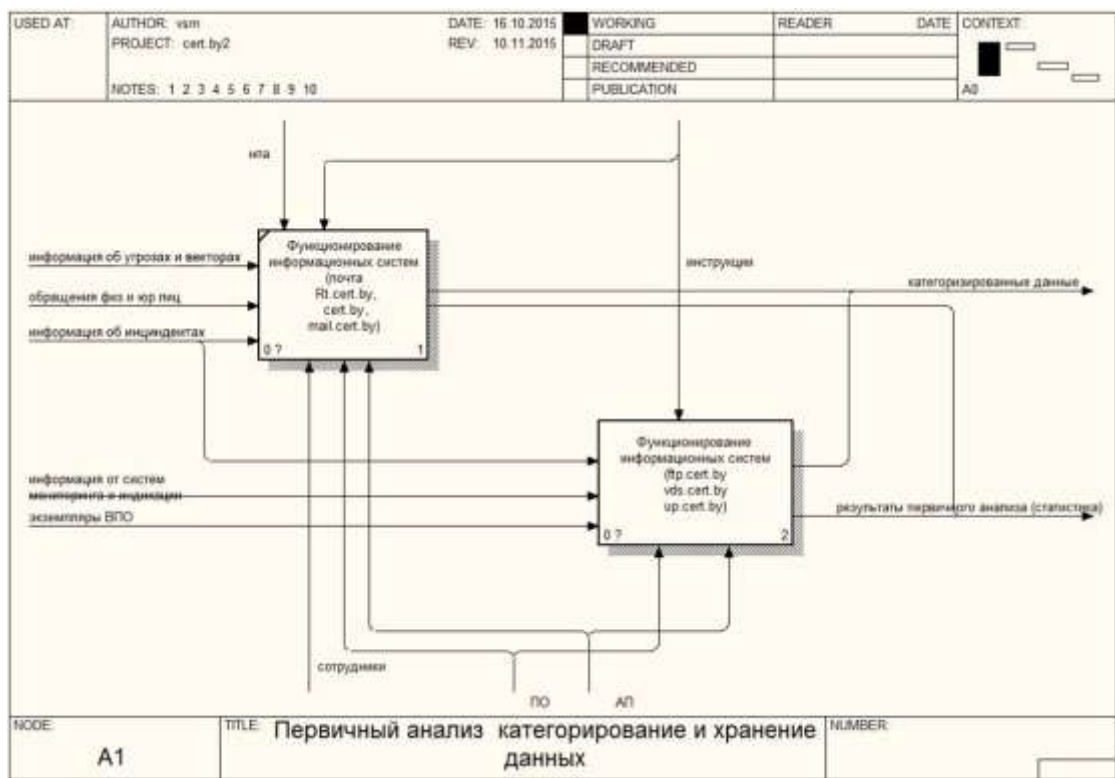 USED AT:
AUTHOR: vsm
DATE: 16.10.2015
WORKING
READER
DATE
CONTEXT:
PROJECT: cert.by2
REV: 10.11.2015
DRAFT
RECOMMENDED
NOTES: 1 2 3 4 5 6 7 8 9 10
PUBLICATION
A0
нпа
Функционирование
информационных систем
(почта
Rt.cert.by,
cert.by,
mail.cert.by)
0 ?
1
информация об угрозах и векторах
обращения физ и юр лиц
информация об инциндентах
инструкции
категоризированные данные
Функционирование
информационных систем
(ftp.cert.by
vds.cert.by
up.cert.by)
0 ?
2
информация от систем
мониторинга и индикации
экземпляры ВПО
результаты первичного анализа (статистика)
сотрудники
ПО
АП
NODE:
A1
TITLE:
Первичный анализ категорирование и хранение
данных
NUMBER: